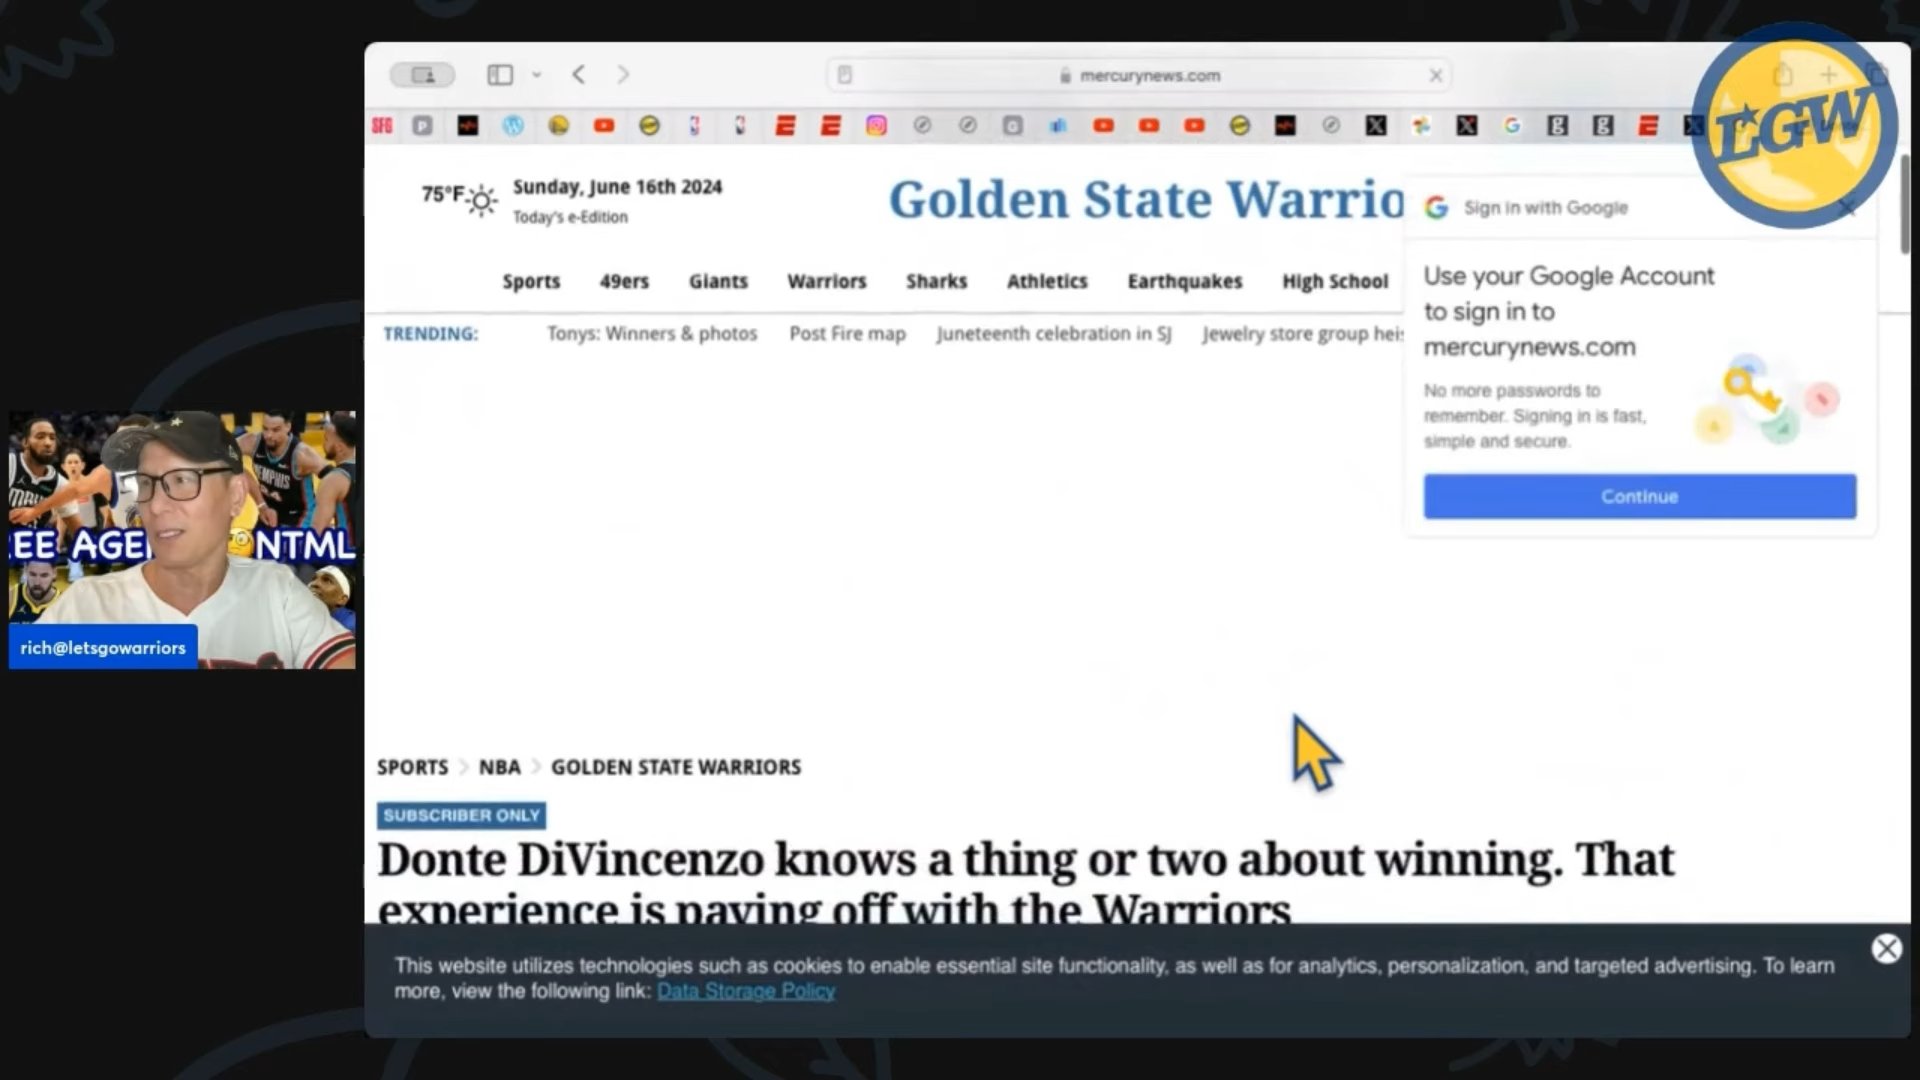 mercurynews.com
SFG
LGW
75°F
Sunday, June 16th 2024
Today's e-Edition
Golden State Warrio
Sports 49ers Giants Warriors Sharks Athletics Earthquakes High School
TRENDING: Tonys: Winners & photos Post Fire map Juneteenth celebration in SJ Jewelry store group heis
Sign in with Google
Use your Google Account
to sign in to
mercurynews.com
No more passwords to
remember. Signing in is fast,
simple and secure.
Continue
MEMPHIS
EE AGE NTML
rich@letsgowarriors
SPORTS > NBA > GOLDEN STATE WARRIORS
SUBSCRIBER ONLY
Donte DiVincenzo knows a thing or two about winning. That
experience is paying off with the Warriors
This website utilizes technologies such as cookies to enable essential site functionality, as well as for analytics, personalization, and targeted advertising. To learn
more, view the following link: Data Storage Policy